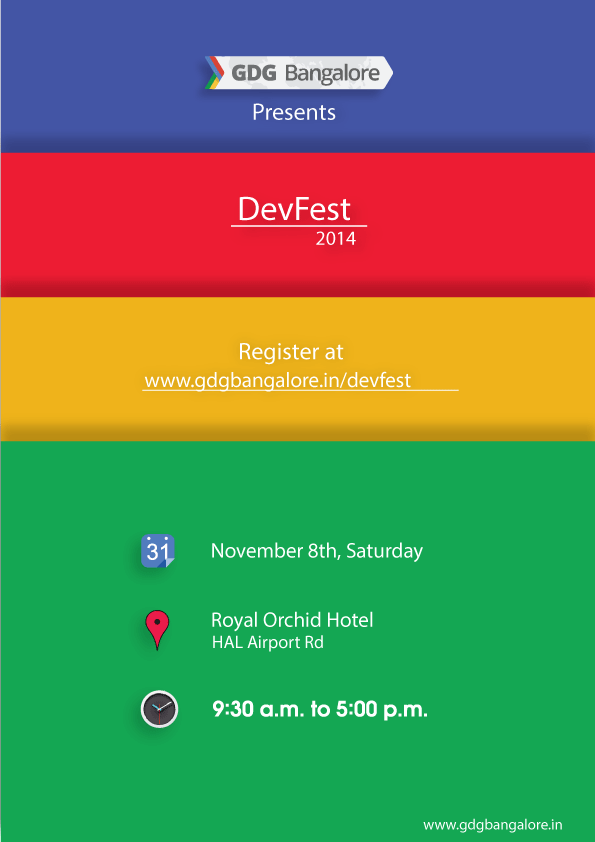 GDG Bangalore
Presents
DevFest
2014
Register at
www.gdgbangalore.in/devfest
31
November 8th, Saturday
Royal Orchid Hotel
HAL Airport Rd
9:30 a.m. to 5:00 p.m.
www.gdgbangalore.in